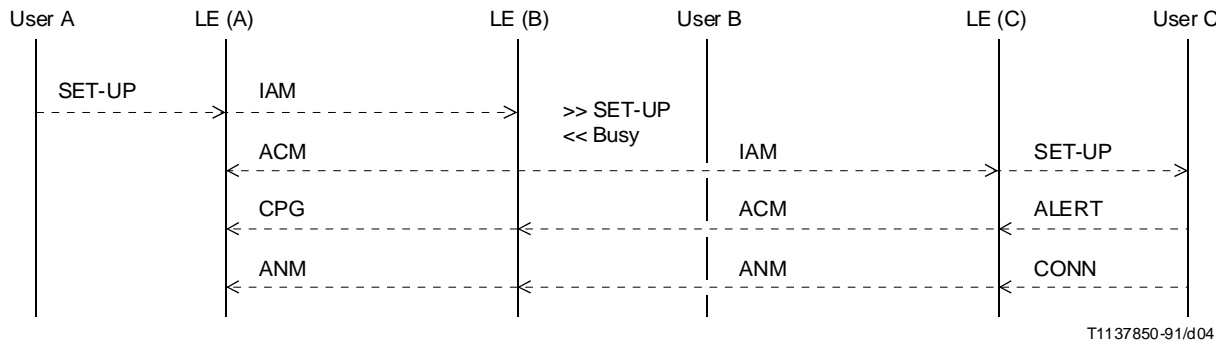 User A LE (A) LE (B) User B LE (C) User C
SET-UP IAM
>> SET-UP
<< Busy
ACM IAM SET-UP
CPG ACM ALERT
ANM ANM CONN
T1137850-91/d04